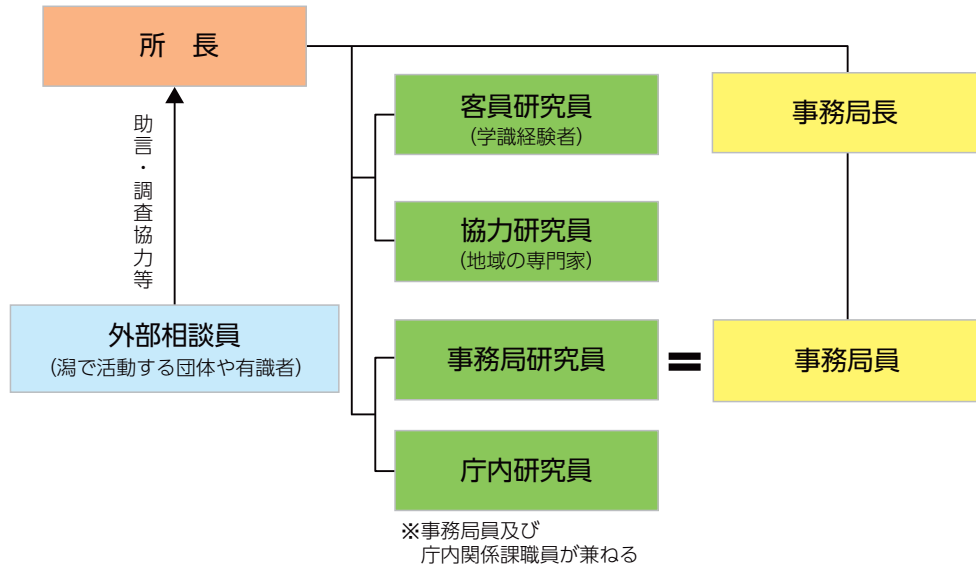 所　長
助言・調査協力等
外部相談員
(潟で活動する団体や有識者)
客員研究員
(学識経験者)
協力研究員
(地域の専門家)
事務局研究員
=
庁内研究員
※事務局員及び
庁内関係課職員が兼ねる
事務局長
事務局員